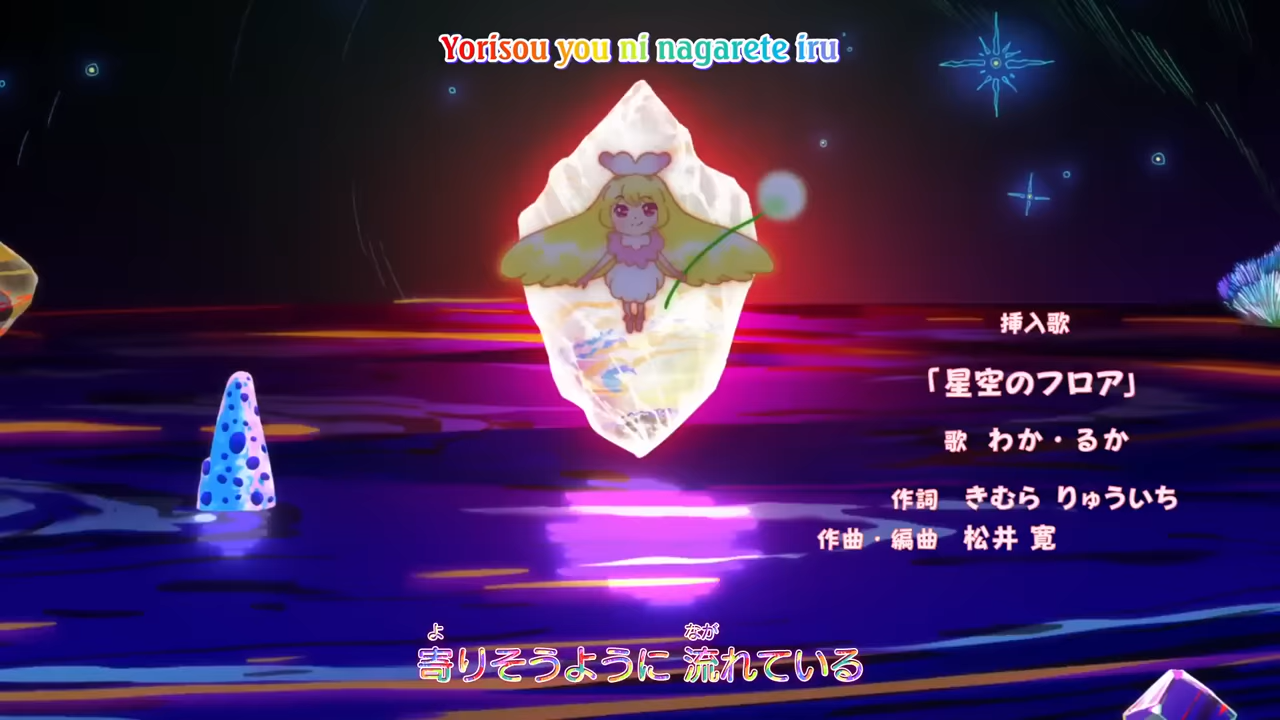 Yorisou you ni nagarete iru
挿入歌
「星空のフロア」
歌 わか・るか
作詞 きむら りゅういち
作曲・編曲 松井 寛
よ なが
寄りそうように 流れている